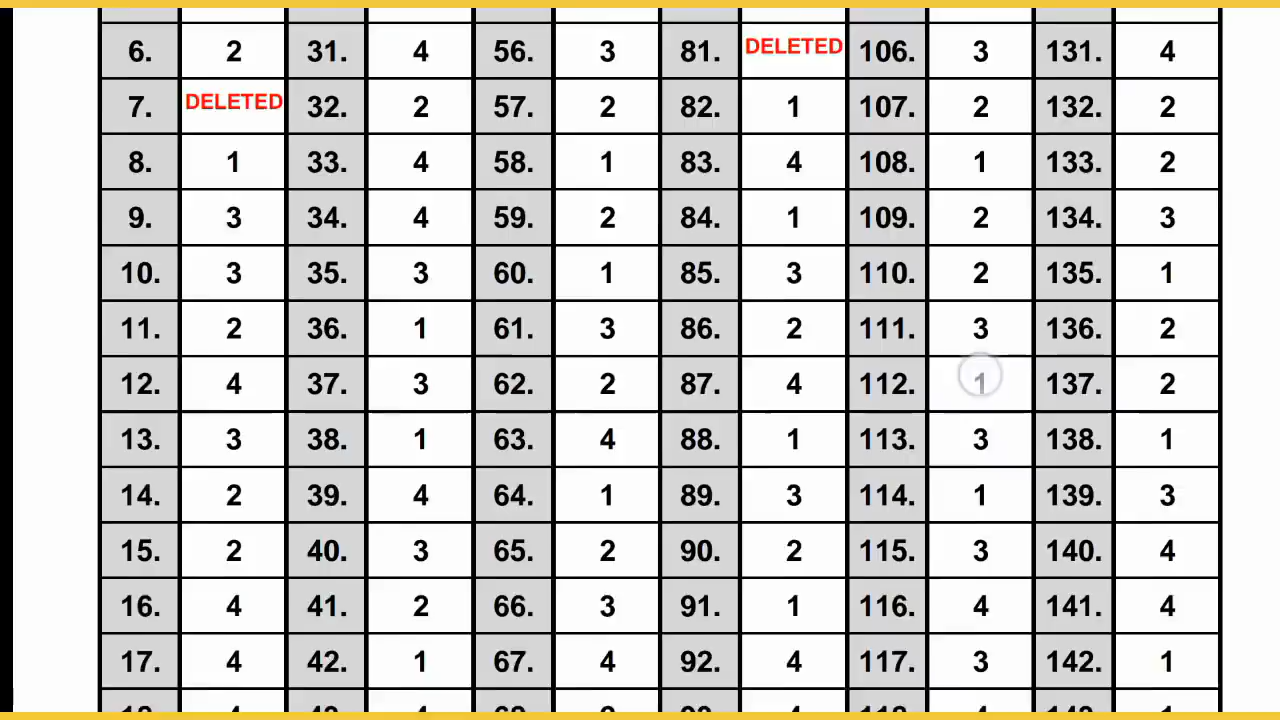 6. 2 31. 4 56. 3 81. DELETED 106. 3 131. 4
7. DELETED 32. 2 57. 2 82. 1 107. 2 132. 2
8. 1 33. 4 58. 1 83. 4 108. 1 133. 2
9. 3 34. 4 59. 2 84. 1 109. 2 134. 3
10. 3 35. 3 60. 1 85. 3 110. 2 135. 1
11. 2 36. 1 61. 3 86. 2 111. 3 136. 2
12. 4 37. 3 62. 2 87. 4 112. 1 137. 2
13. 3 38. 1 63. 4 88. 1 113. 3 138. 1
14. 2 39. 4 64. 1 89. 3 114. 1 139. 3
15. 2 40. 3 65. 2 90. 2 115. 3 140. 4
16. 4 41. 2 66. 3 91. 1 116. 4 141. 4
17. 4 42. 1 67. 4 92. 4 117. 3 142. 1